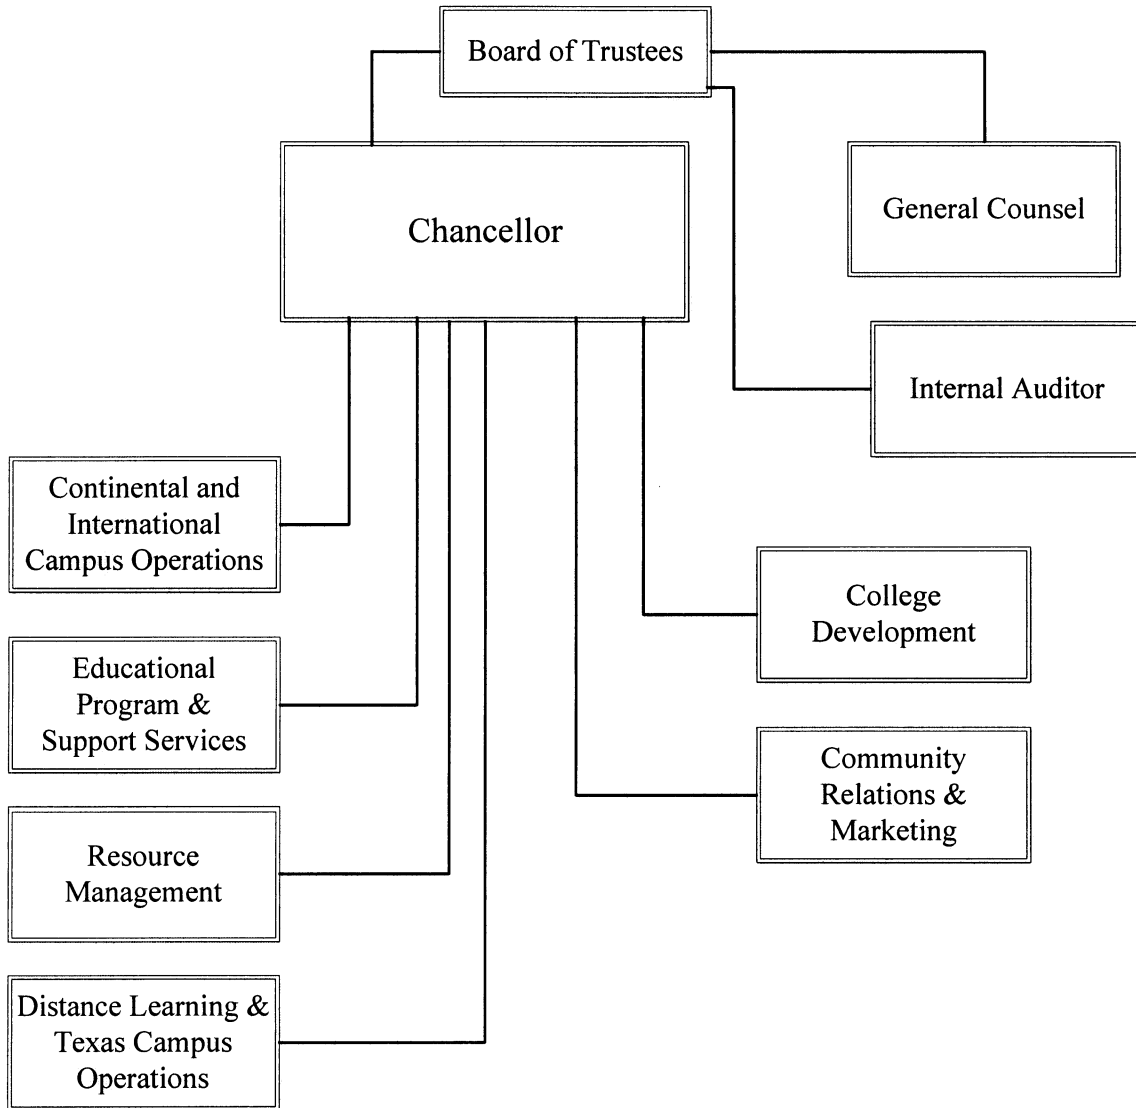 Board of Trustees
Chancellor
General Counsel
Internal Auditor
Continental and
International
Campus Operations
Educational
Program &
Support Services
Resource
Management
Distance Learning &
Texas Campus
Operations
College
Development
Community
Relations &
Marketing